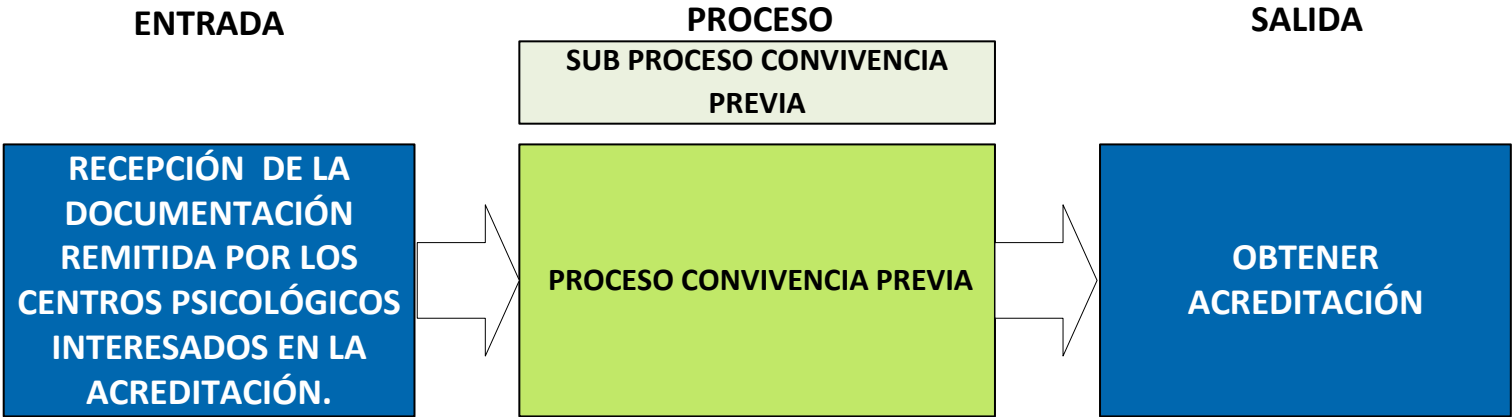 ENTRADA
PROCESO
SALIDA
SUB PROCESO CONVIVENCIA
PREVIA
RECEPCIÓN DE LA
DOCUMENTACIÓN
REMITIDA POR LOS
CENTROS PSICOLÓGICOS
INTERESADOS EN LA
ACREDITACIÓN.
PROCESO CONVIVENCIA PREVIA
OBTENER
ACREDITACIÓN